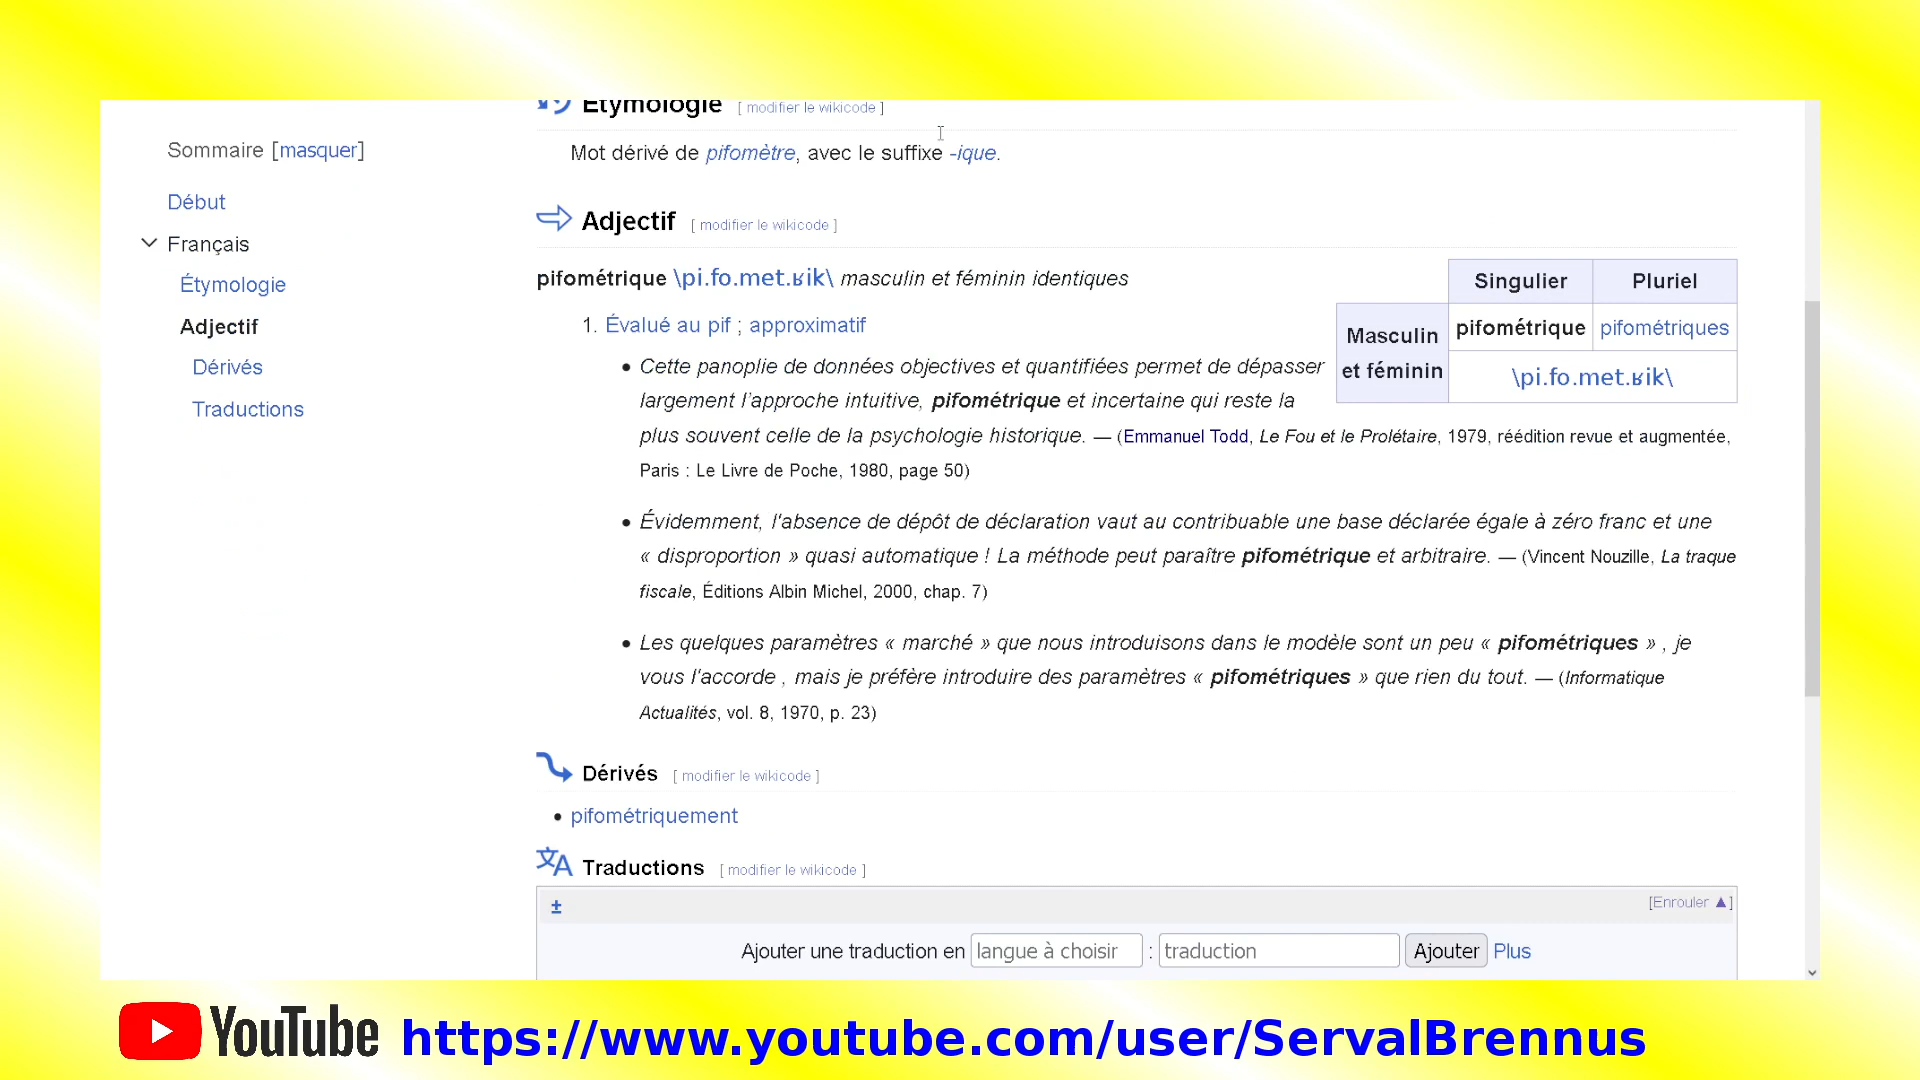 Étymologie [ modifier le wikicode ]
Sommaire [masquer]
Mot dérivé de pifomètre, avec le suffixe -ique.
Début
Français
Étymologie
Adjectif
Dérivés
Traductions
Adjectif [ modifier le wikicode ]
pifométrique \pi.fo.met.ʁik\ masculin et féminin identiques
Singulier Pluriel
Masculin et féminin
pifométrique pifométriques
\pi.fo.met.ʁik\
1. Évalué au pif ; approximatif
• Cette panoplie de données objectives et quantifiées permet de dépasser
largement l’approche intuitive, pifométrique et incertaine qui reste la
plus souvent celle de la psychologie historique. — (Emmanuel Todd, Le Fou et le Prolétaire, 1979, réédition revue et augmentée,
Paris : Le Livre de Poche, 1980, page 50)
• Évidemment, l'absence de dépôt de déclaration vaut au contribuable une base déclarée égale à zéro franc et une
« disproportion » quasi automatique ! La méthode peut paraître pifométrique et arbitraire. — (Vincent Nouzille, La traque
fiscale, Éditions Albin Michel, 2000, chap. 7)
• Les quelques paramètres « marché » que nous introduisons dans le modèle sont un peu « pifométriques » , je
vous l'accorde , mais je préfère introduire des paramètres « pifométriques » que rien du tout. — (Informatique
Actualités, vol. 8, 1970, p. 23)
Dérivés [ modifier le wikicode ]
• pifométriquement
Traductions [ modifier le wikicode ]
± [Enrouler ▲]
Ajouter une traduction en langue à choisir : traduction Ajouter Plus
YouTube https://www.youtube.com/user/ServalBrennus